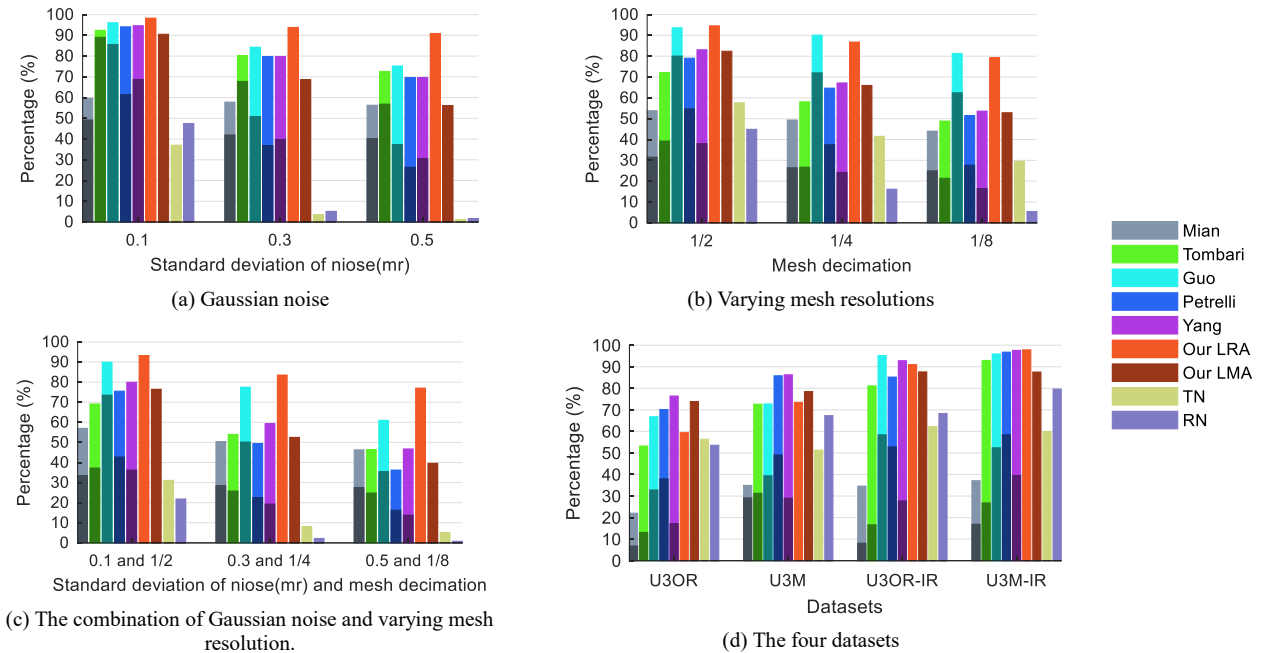 100
90
80
70
60
50
40
30
20
10
0
Percentage (%)
0.1 0.3 0.5
Standard deviation of niose(mr)
(a) Gaussian noise
100
90
80
70
60
50
40
30
20
10
0
Percentage (%)
1/2 1/4 1/8
Mesh decimation
(b) Varying mesh resolutions
Mian
Tombari
Guo
Petrelli
Yang
Our LRA
Our LMA
TN
RN
100
90
80
70
60
50
40
30
20
10
0
Percentage (%)
0.1 and 1/2 0.3 and 1/4 0.5 and 1/8
Standard deviation of niose(mr) and mesh decimation
(c) The combination of Gaussian noise and varying mesh
resolution.
100
90
80
70
60
50
40
30
20
10
0
Percentage (%)
U3OR U3M U3OR-IR U3M-IR
Datasets
(d) The four datasets